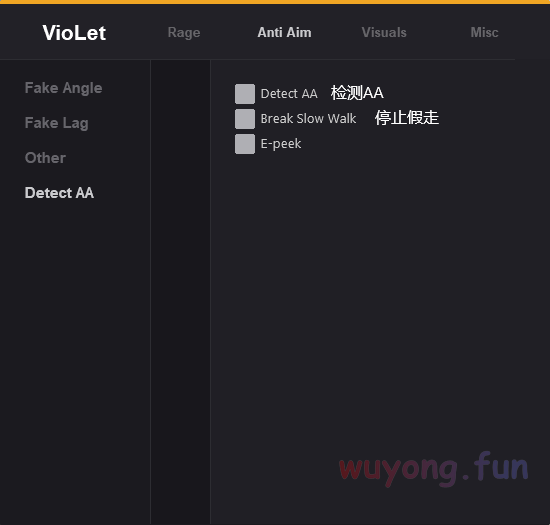 VioLet Rage Anti Aim Visuals Misc
Fake Angle
Fake Lag
Other
Detect AA
Detect AA 检测AA
Break Slow Walk 停止假走
E-peek
wuyong.fun